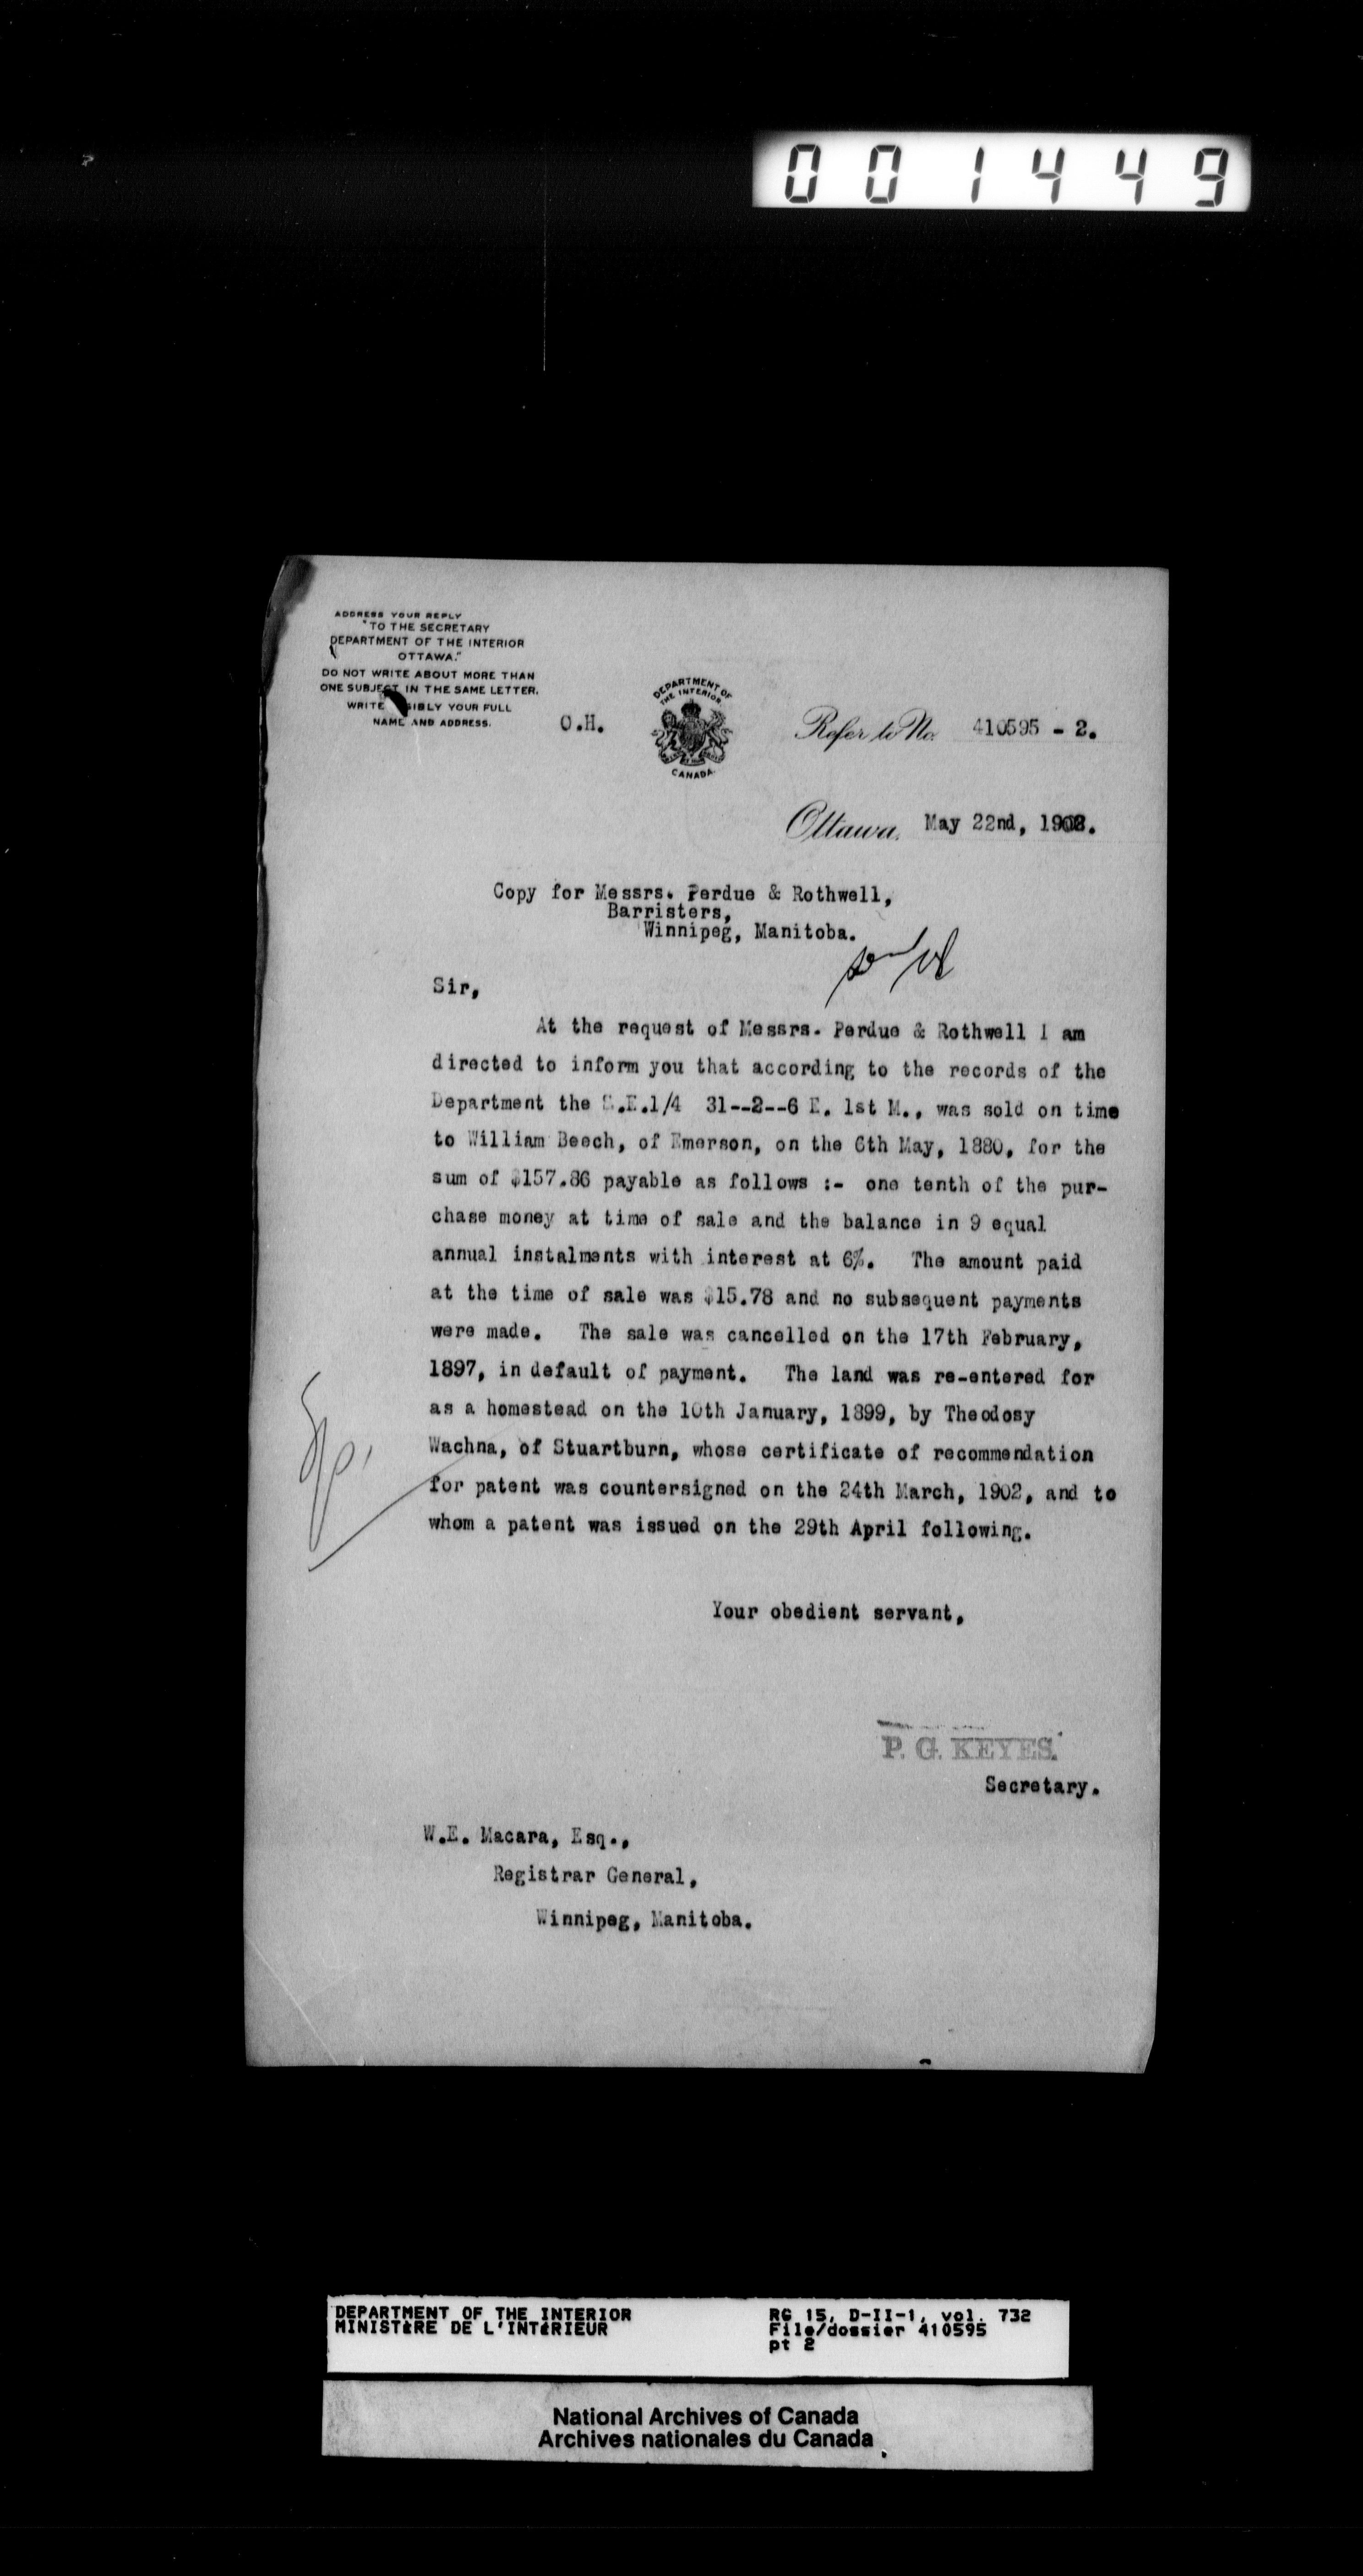 001449
ADDRESS YOUR REPLY
"TO THE SECRETARY
DEPARTMENT OF THE INTERIOR
OTTAWA."
DO NOT WRITE ABOUT MORE THAN
ONE SUBJECT IN THE SAME LETTER.
WRITE YOUR FULL
NAME AND ADDRESS.
O.H.
DEPARTMENT OF
THE INTERIOR
CANADA
Refer to No. 410595 - 2.
Ottawa, May 22nd,
Copy for Messrs. Perdue & Rothwell,
Barristers,
Winnipeg, Manitoba.
Sir,
At the request of Messrs. Perdue & Rothwell I am
directed to inform you that according to the records of the
Department the S.E.1/4 31--2--6 E. 1st M., was sold on time
to William Beech, of Emerson, on the 6th May, 1880, for the
sum of $157.86 payable as follows :- one tenth of the pur-
chase money at time of sale and the balance in 9 equal
annual instalments with interest at 6%. The amount paid
at the time of sale was $15.78 and no subsequent payments
were made. The sale was cancelled on the 17th February,
1897, in default of payment. The land was re-entered for
as a homestead on the 10th January, 1899, by Theodosy
Wachna, of Stuartburn, whose certificate of recommendation
for patent was countersigned on the 24th March, 1902, and to
whom a patent was issued on the 29th April following.
Your obedient servant,
P. G. KEYES.
Secretary.
W.E. Macara, Esq.,
Registrar General,
Winnipeg, Manitoba.
DEPARTMENT OF THE INTERIOR
MINISTÈRE DE L'INTÉRIEUR
RG 15, D-II-1, vol. 732
File/dossier 410595
pt 2
National Archives of Canada
Archives nationales du Canada